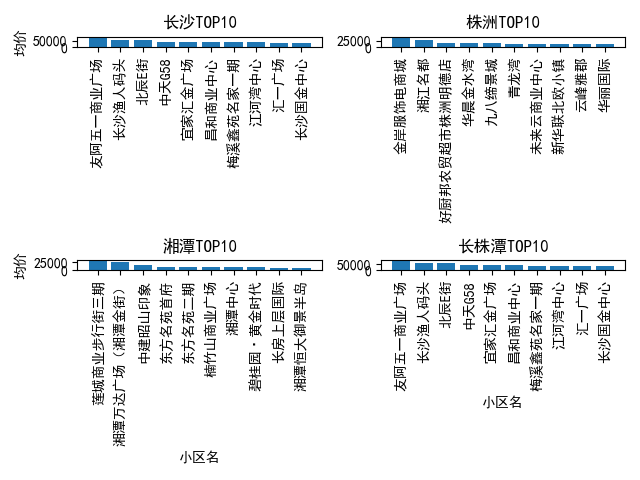 长沙TOP10
均价
50000
0
友阿五一商业广场
长沙渔人码头
北辰E街
中天G58
宜家汇金广场
昌和商业中心
梅溪鑫苑名家一期
江河湾中心
汇一广场
长沙国金中心
株洲TOP10
25000
0
金岸服饰电商城
湘江名都
好厨邦农贸超市株洲明德店
华晨金水湾
九八缔景城
青龙湾
未来云商业中心
新华联北欧小镇
云峰雅郡
华丽国际
湘潭TOP10
均价
25000
0
莲城商业步行街三期
湘潭万达广场（湘潭金街）
中建昭山印象
东方名苑首府
东方名苑二期
楠竹山商业广场
湘潭中心
碧桂园·黄金时代
长房上层国际
湘潭恒大御景半岛
小区名
长株潭TOP10
50000
0
友阿五一商业广场
长沙渔人码头
北辰E街
中天G58
宜家汇金广场
昌和商业中心
梅溪鑫苑名家一期
江河湾中心
汇一广场
长沙国金中心
小区名